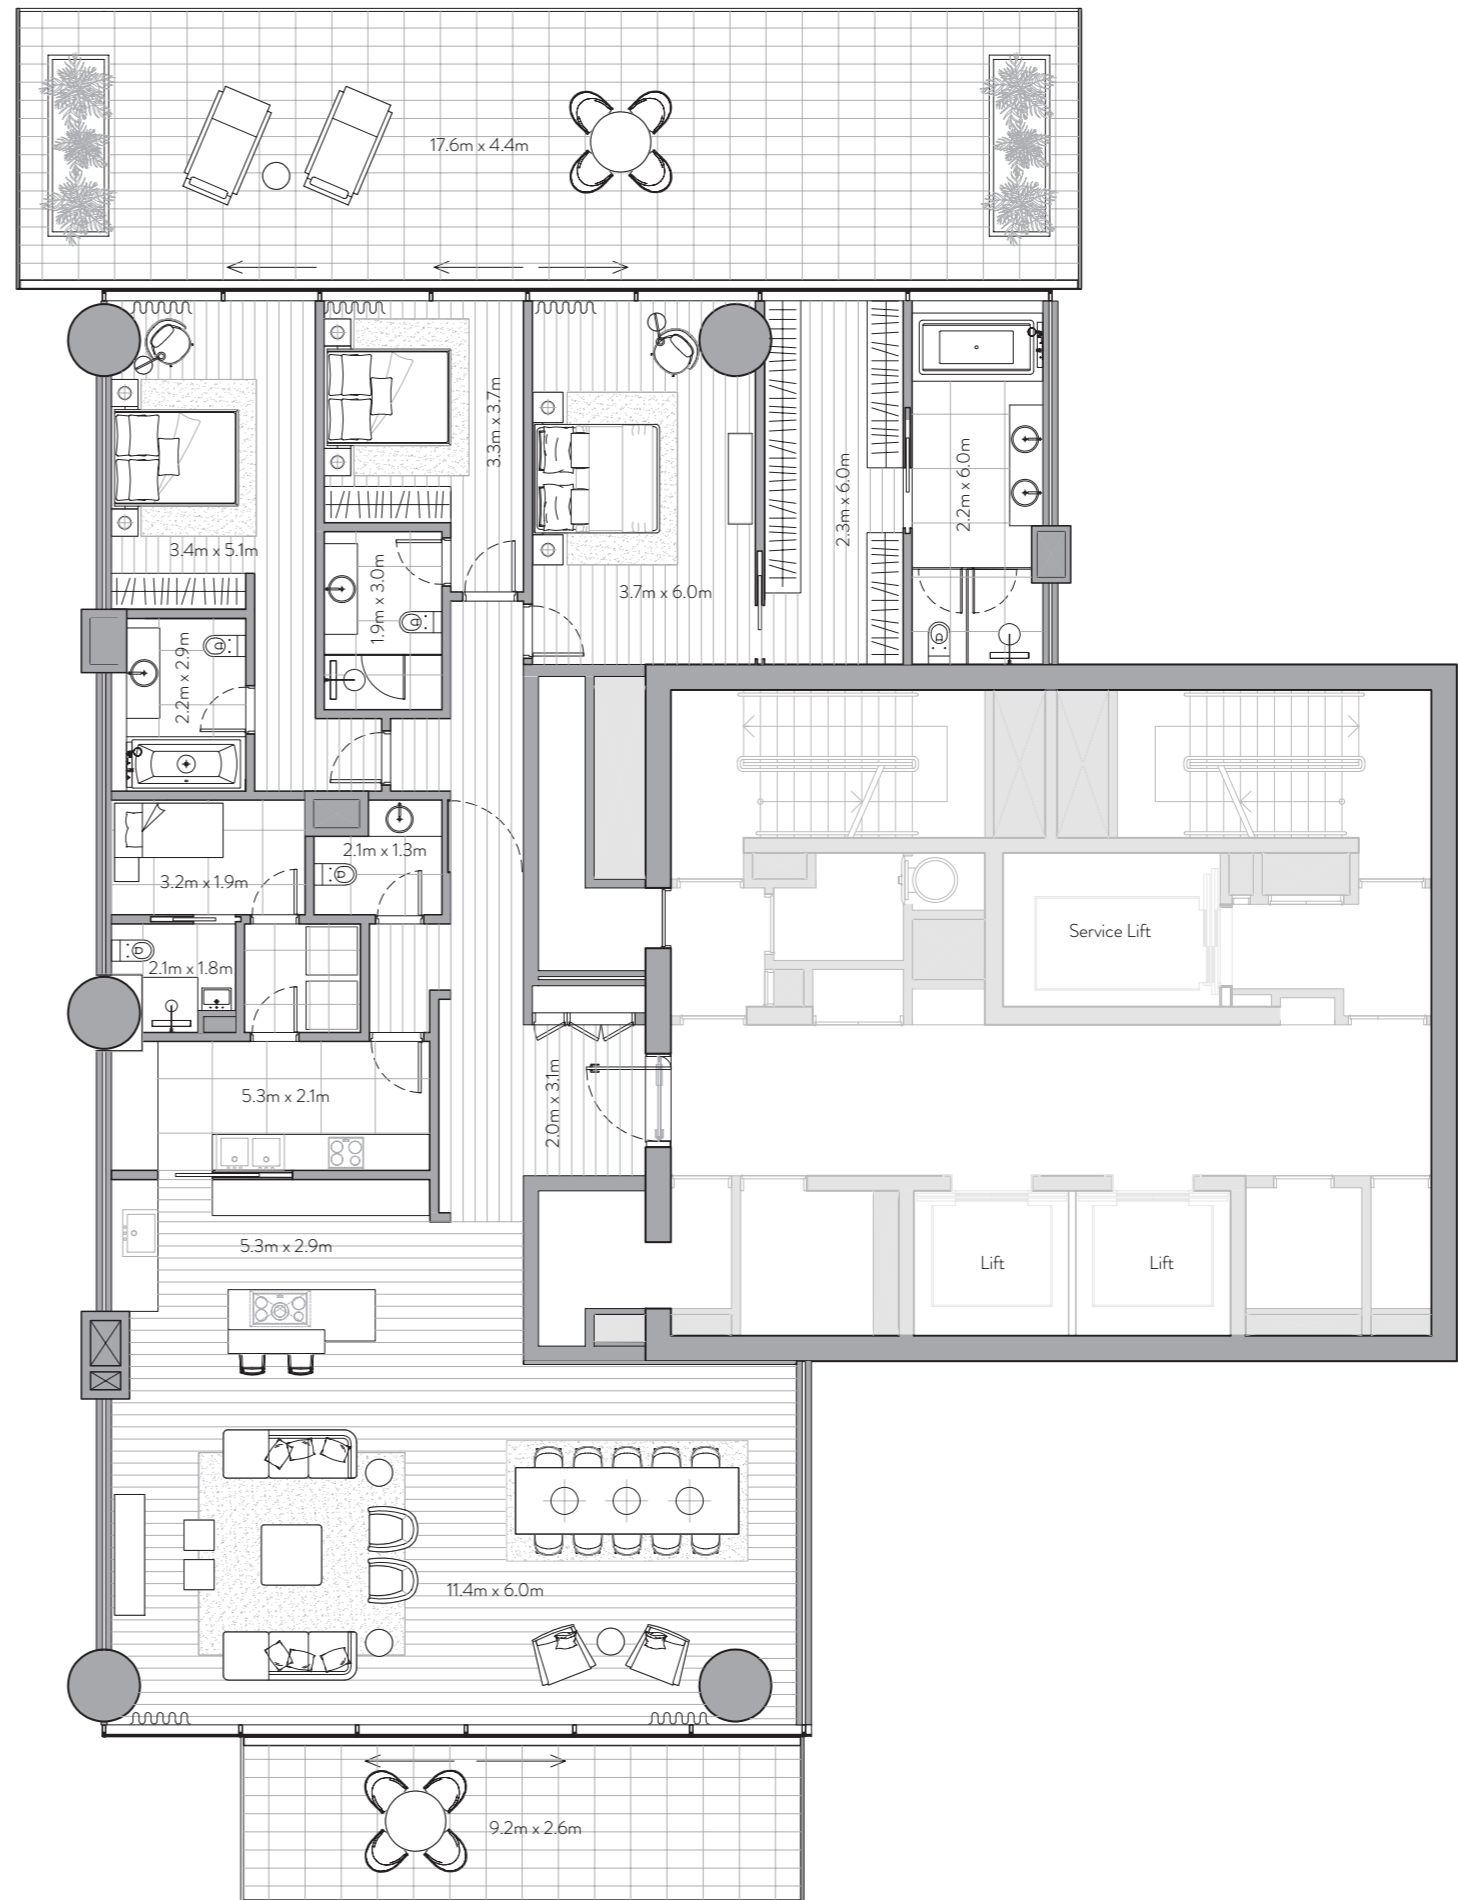 17.6m x 4.4m
3.3m x 3.7m
2.3m x 6.0m
2.2m x 6.0m
3.4m x 5.1m
1.9m x 3.0m
3.7m x 6.0m
2.2m x 2.9m
2.1m x 1.3m
3.2m x 1.9m
Service Lift
2.1m x 1.8m
5.3m x 2.1m
2.0m x 3.1m
5.3m x 2.9m
Lift
Lift
11.4m x 6.0m
9.2m x 2.6m